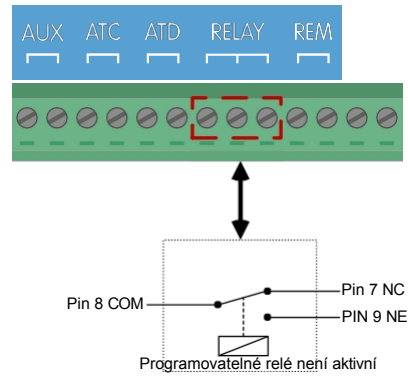 AUX ATC ATD RELAY REM
Pin 7 NC
Pin 8 COM
PIN 9 NE
Programovatelné relé není aktivní